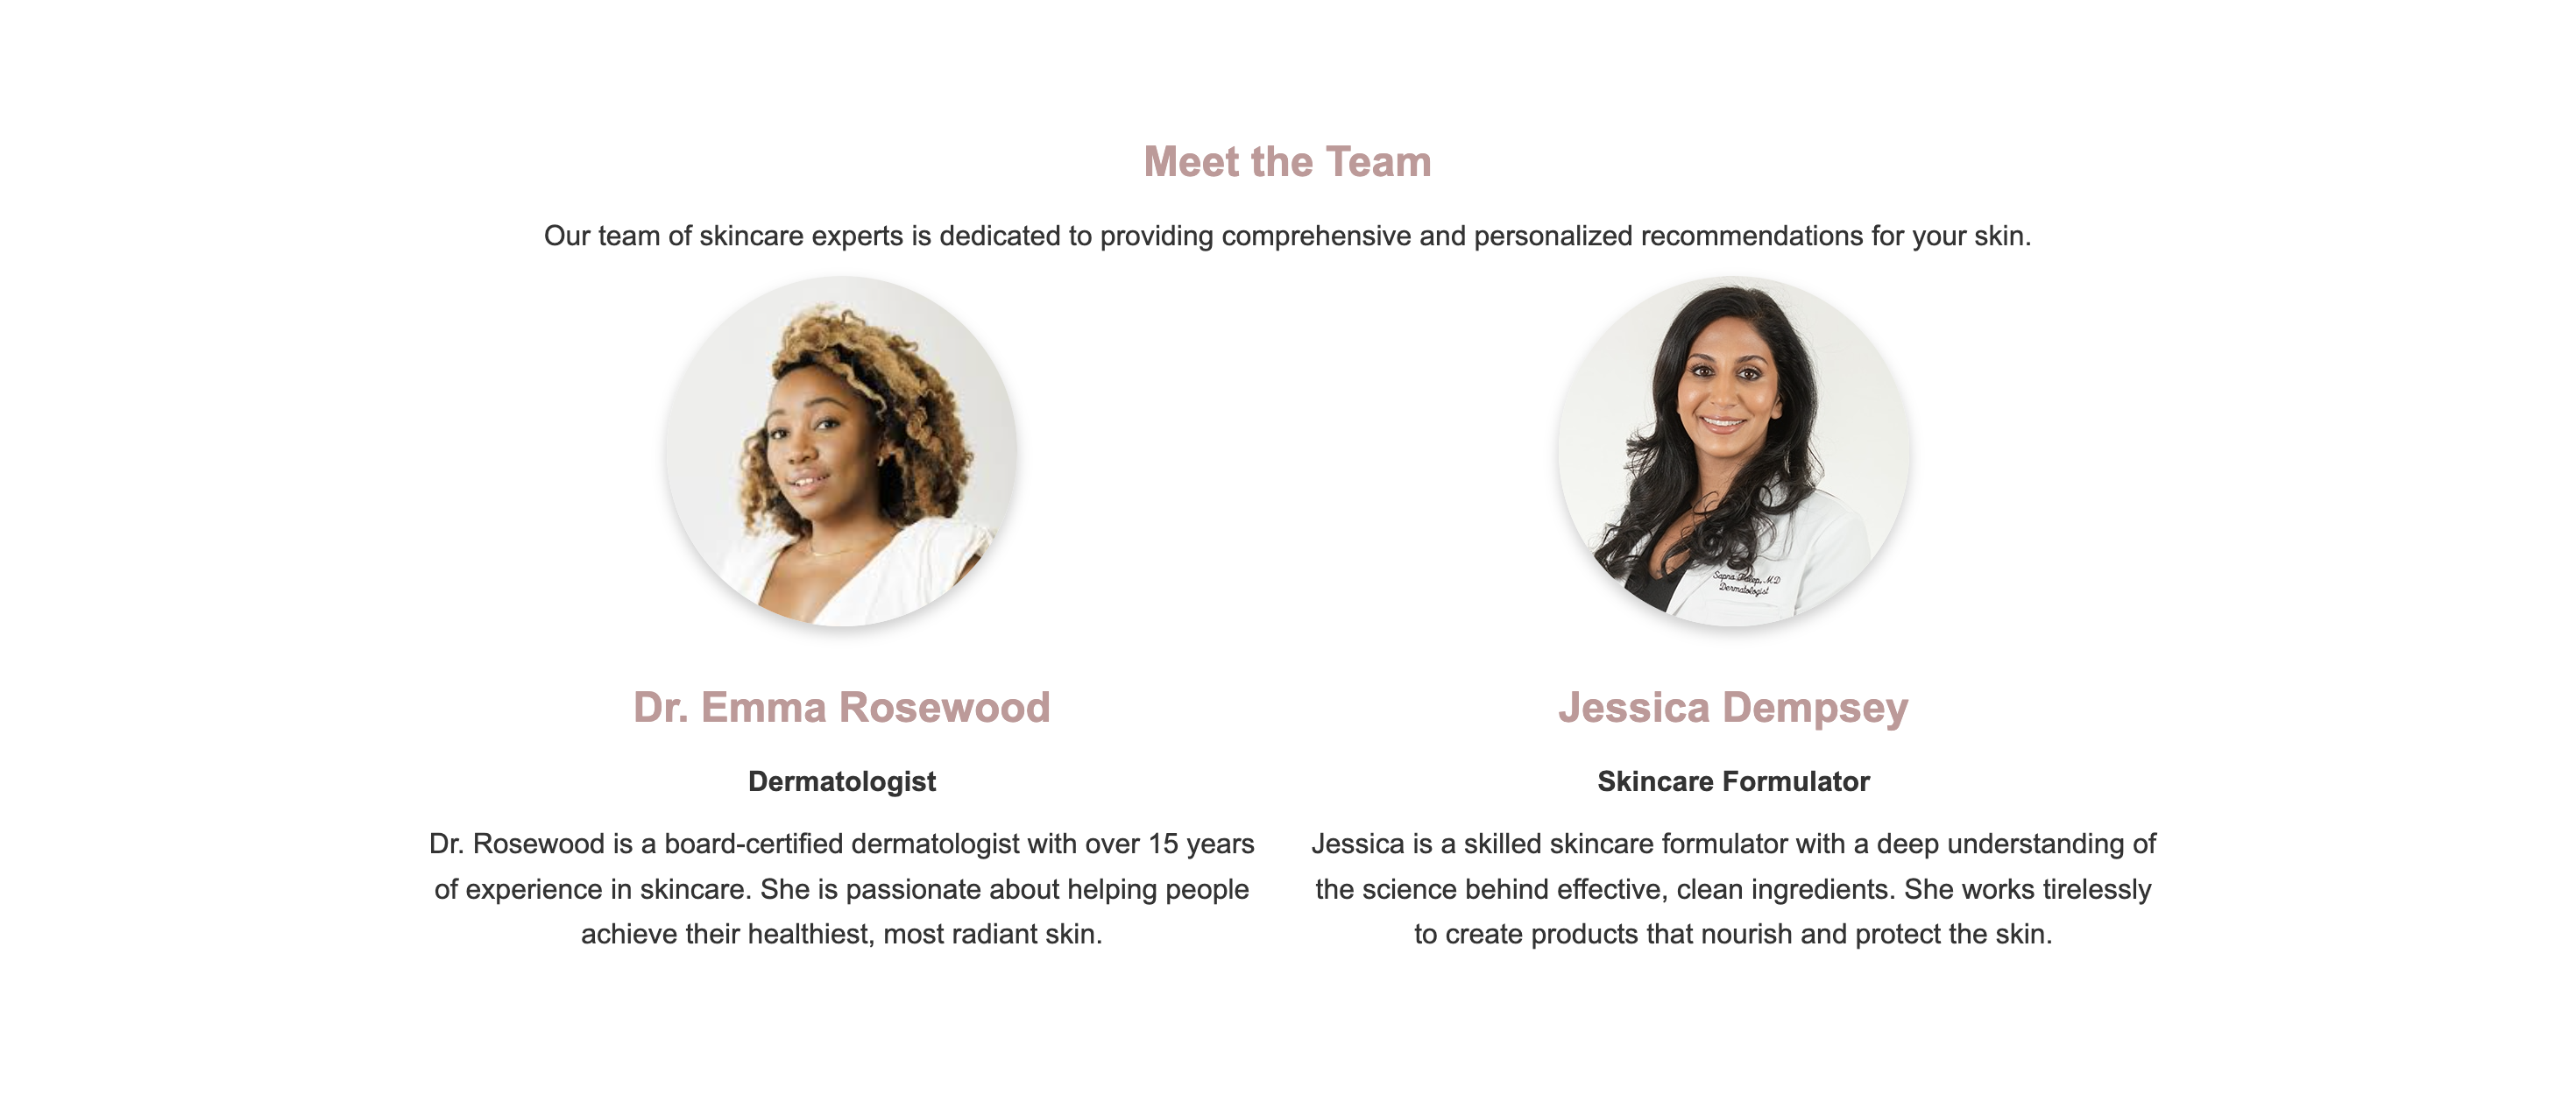 Meet the Team
Our team of skincare experts is dedicated to providing comprehensive and personalized recommendations for your skin.
Sapna M.D
Dermatologist
Dr. Emma Rosewood
Jessica Dempsey
Dermatologist
Skincare Formulator
Dr. Rosewood is a board-certified dermatologist with over 15 years
of experience in skincare. She is passionate about helping people
achieve their healthiest, most radiant skin.
Jessica is a skilled skincare formulator with a deep understanding of
the science behind effective, clean ingredients. She works tirelessly
to create products that nourish and protect the skin.